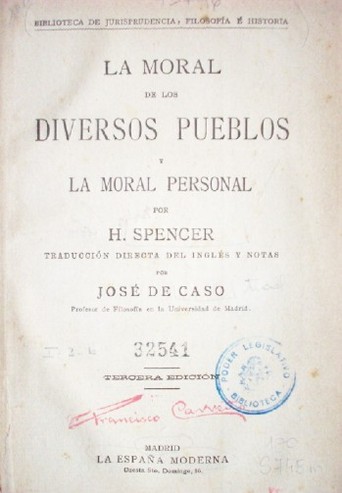 BIBLIOTECA DE JURISPRUDENCIA, FILOSOFÍA É HISTORIA
LA MORAL
DE LOS
DIVERSOS PUEBLOS
Y
LA MORAL PERSONAL
POR
H. SPENCER
TRADUCCIÓN DIRECTA DEL INGLÉS Y NOTAS
POR
JOSÉ DE CASO
Profesor de Filosofía en la Universidad de Madrid.
32541
TERCERA EDICIÓN
PODER LEGISLATIVO
BIBLIOTECA
Francisco
MADRID
LA ESPAÑA MODERNA
Cuesta Sto. Domingo, 16.